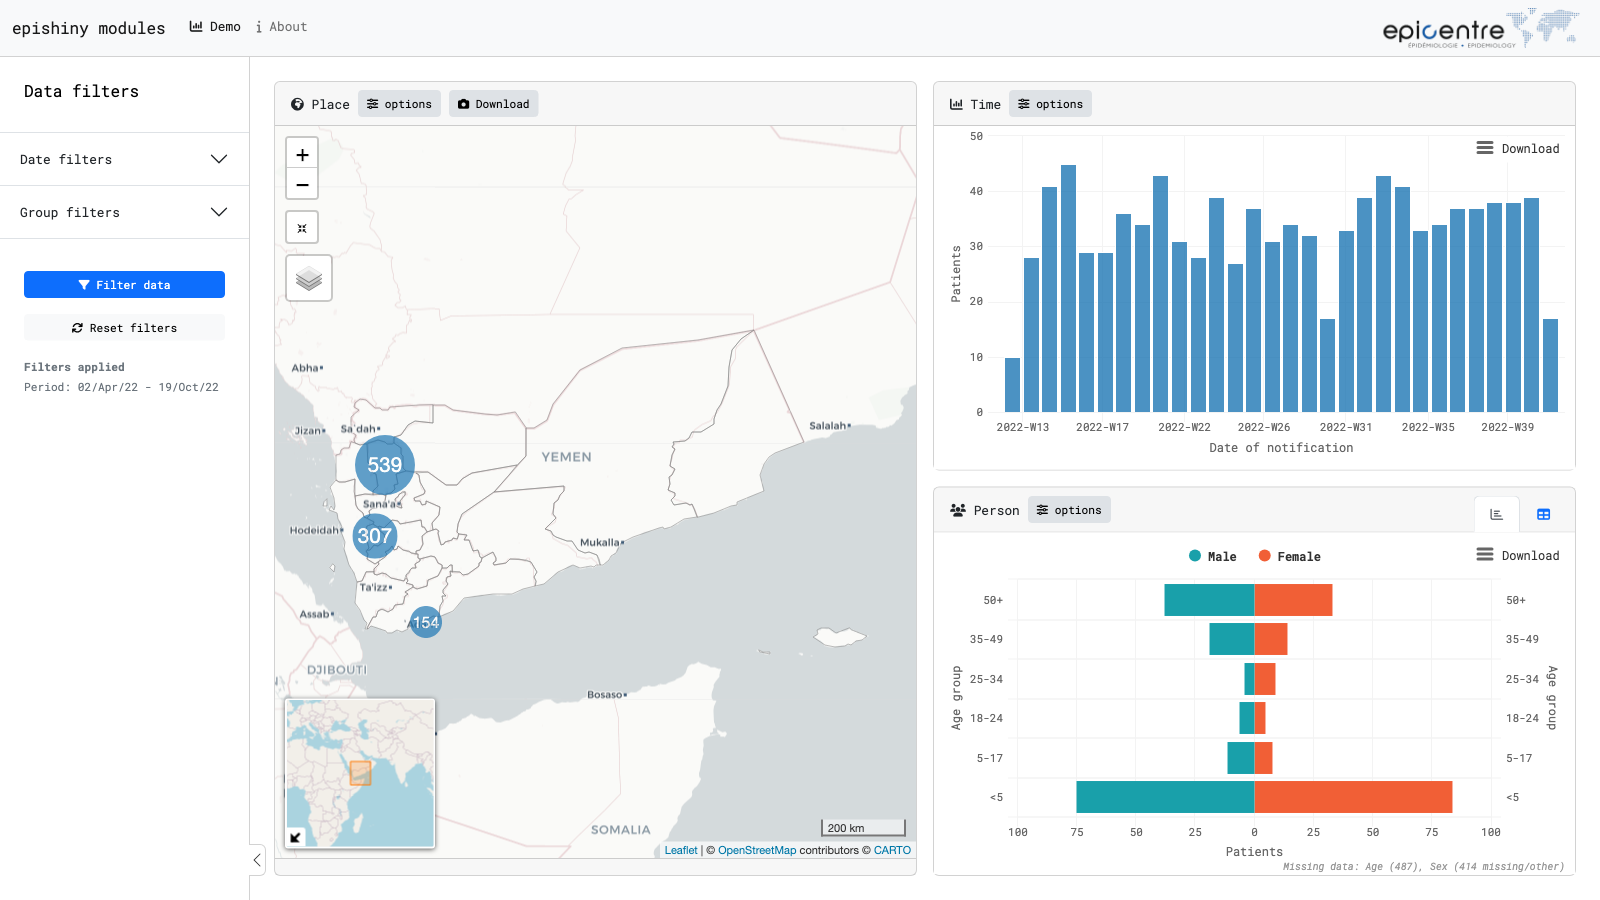 epishiny modules
Demo
About
epicentre
ÉPIDÉMIOLOGIE • EPIDEMIOLOGY
Data filters
Date filters
Group filters
Filter data
Reset filters
Filters applied
Period: 02/Apr/22 - 19/Oct/22
Place
options
Download
+
−
Abha
Jizan
Sa'dah
539
YEMEN
Salalah
Sana'a
307
Hodeidah
Mukalla
Ta'izz
Assab
154
DJIBOUTI
Bosaso
SOMALIA
200 km
Leaflet | © OpenStreetMap contributors © CARTO
Time
options
Download
50
40
30
20
10
0
Patients
2022-W13 2022-W17 2022-W22 2022-W26 2022-W31 2022-W35 2022-W39
Date of notification
Person
options
Male Female
Download
50+ 50+
35-49 35-49
25-34 25-34
18-24 18-24
5-17 5-17
<5 <5
Age group
Age group
100 75 50 25 0 25 50 75 100
Patients
Missing data: Age (487), Sex (414 missing/other)